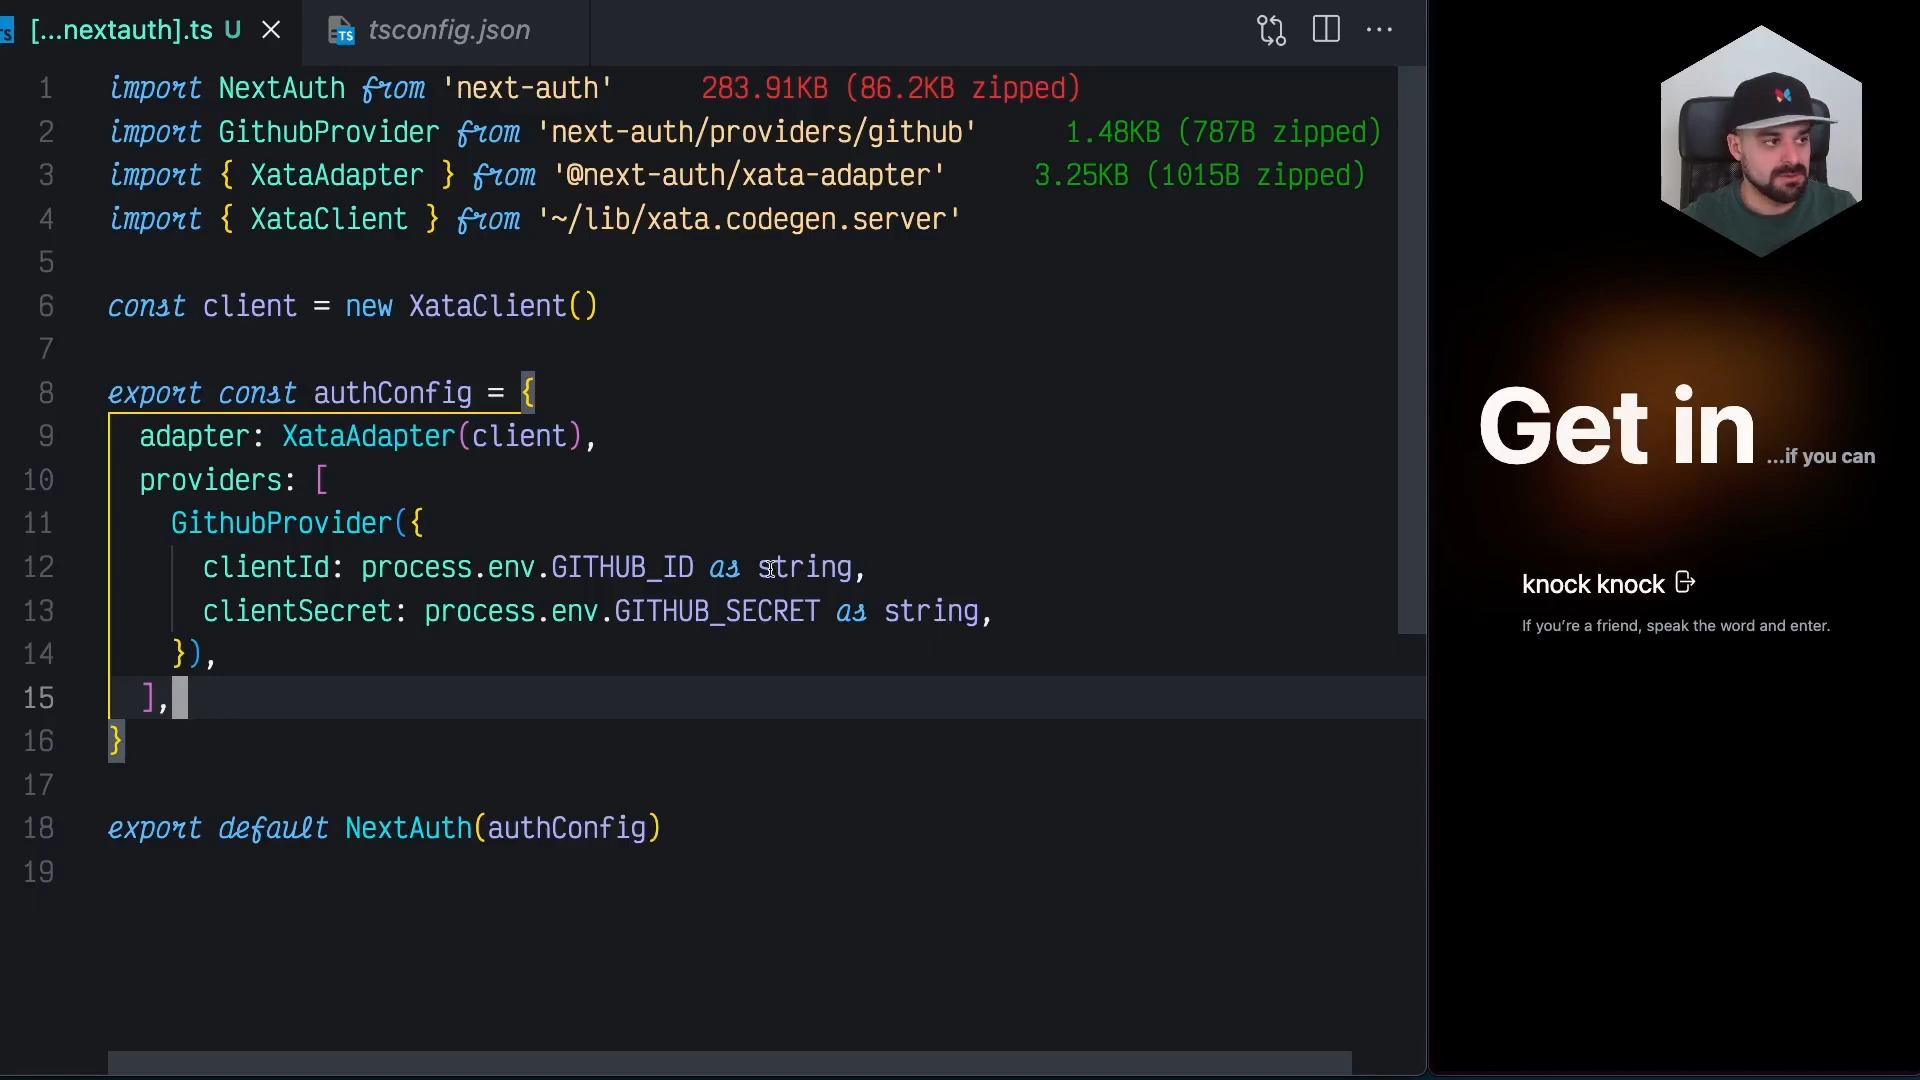 [...nextauth].ts U
tsconfig.json
1 import NextAuth from 'next-auth' 283.91KB (86.2KB zipped)
2 import GithubProvider from 'next-auth/providers/github' 1.48KB (787B zipped)
3 import { XataAdapter } from '@next-auth/xata-adapter' 3.25KB (1015B zipped)
4 import { XataClient } from '~/lib/xata.codegen.server'
5
6 const client = new XataClient()
7
8 export const authConfig = {
9 adapter: XataAdapter(client),
10 providers: [
11 GithubProvider({
12 clientId: process.env.GITHUB_ID as string,
13 clientSecret: process.env.GITHUB_SECRET as string,
14 }),
15 ],
16 }
17
18 export default NextAuth(authConfig)
19
Get in ...if you can
knock knock
If you're a friend, speak the word and enter.